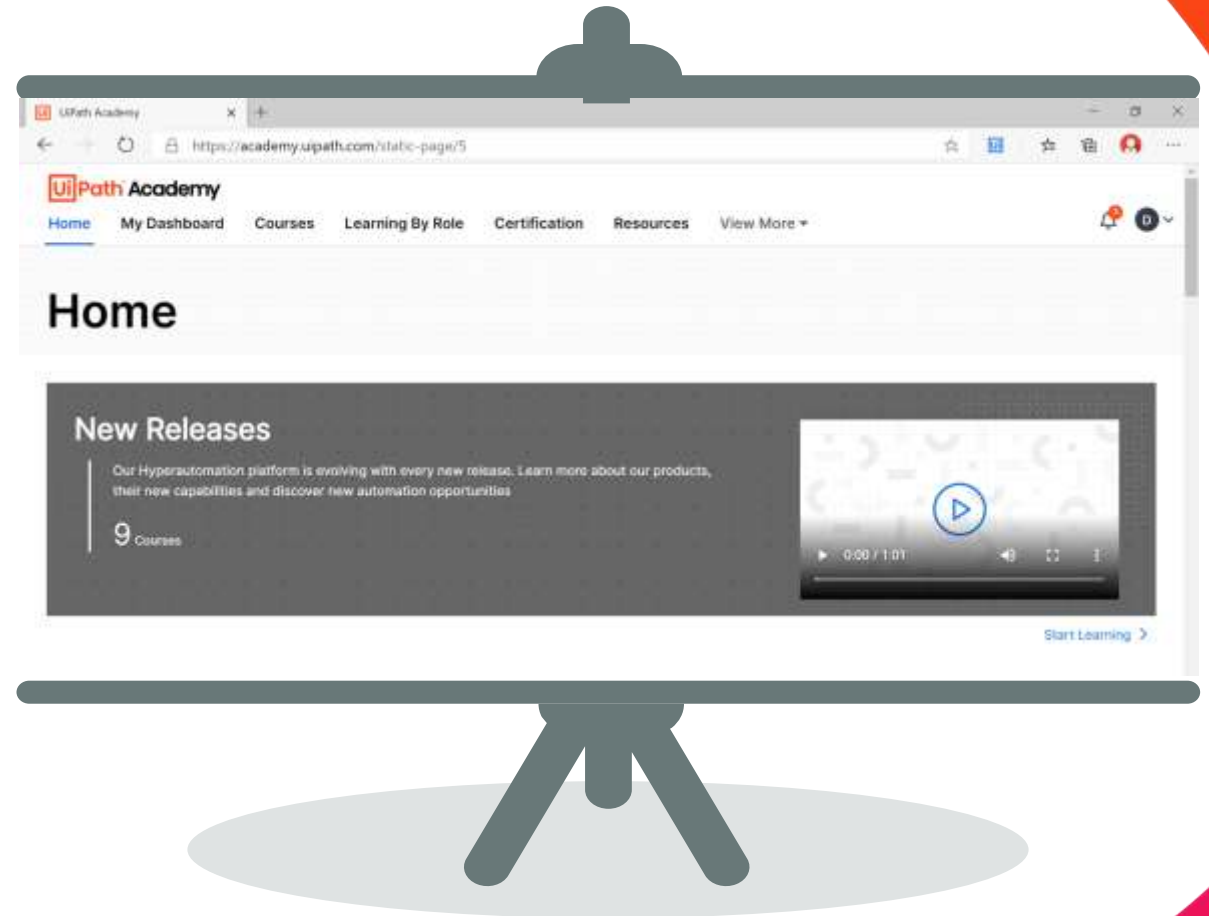 UiPath Academy
https://academy.uipath.com/static-page/5
UiPath Academy
Home My Dashboard Courses Learning By Role Certification Resources View More
D
Home
New Releases
Our Hyperautomation platform is evolving with every new release. Learn more about our products,
their new capabilities and discover new automation opportunities
9 Courses
0:00 / 1:01
Start Learning